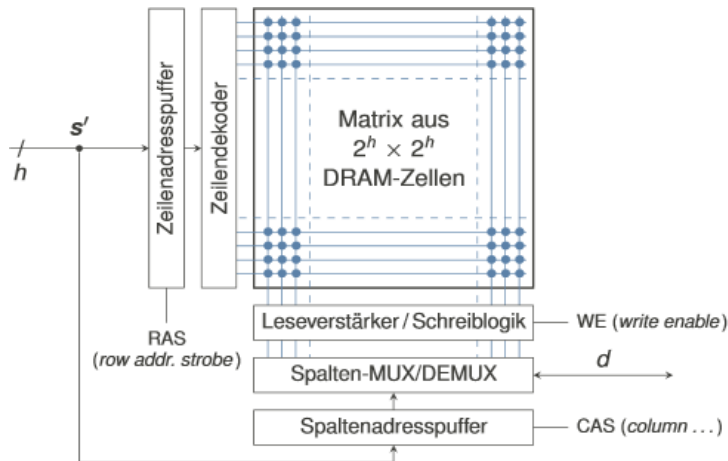 s′
h
Zeilenadresspuffer
Zeilendekoder
Matrix aus
2^h × 2^h
DRAM-Zellen
RAS
(row addr. strobe)
Leseverstärker / Schreiblogik
WE (write enable)
Spalten-MUX/DEMUX
d
Spaltenadresspuffer
CAS (column ...)